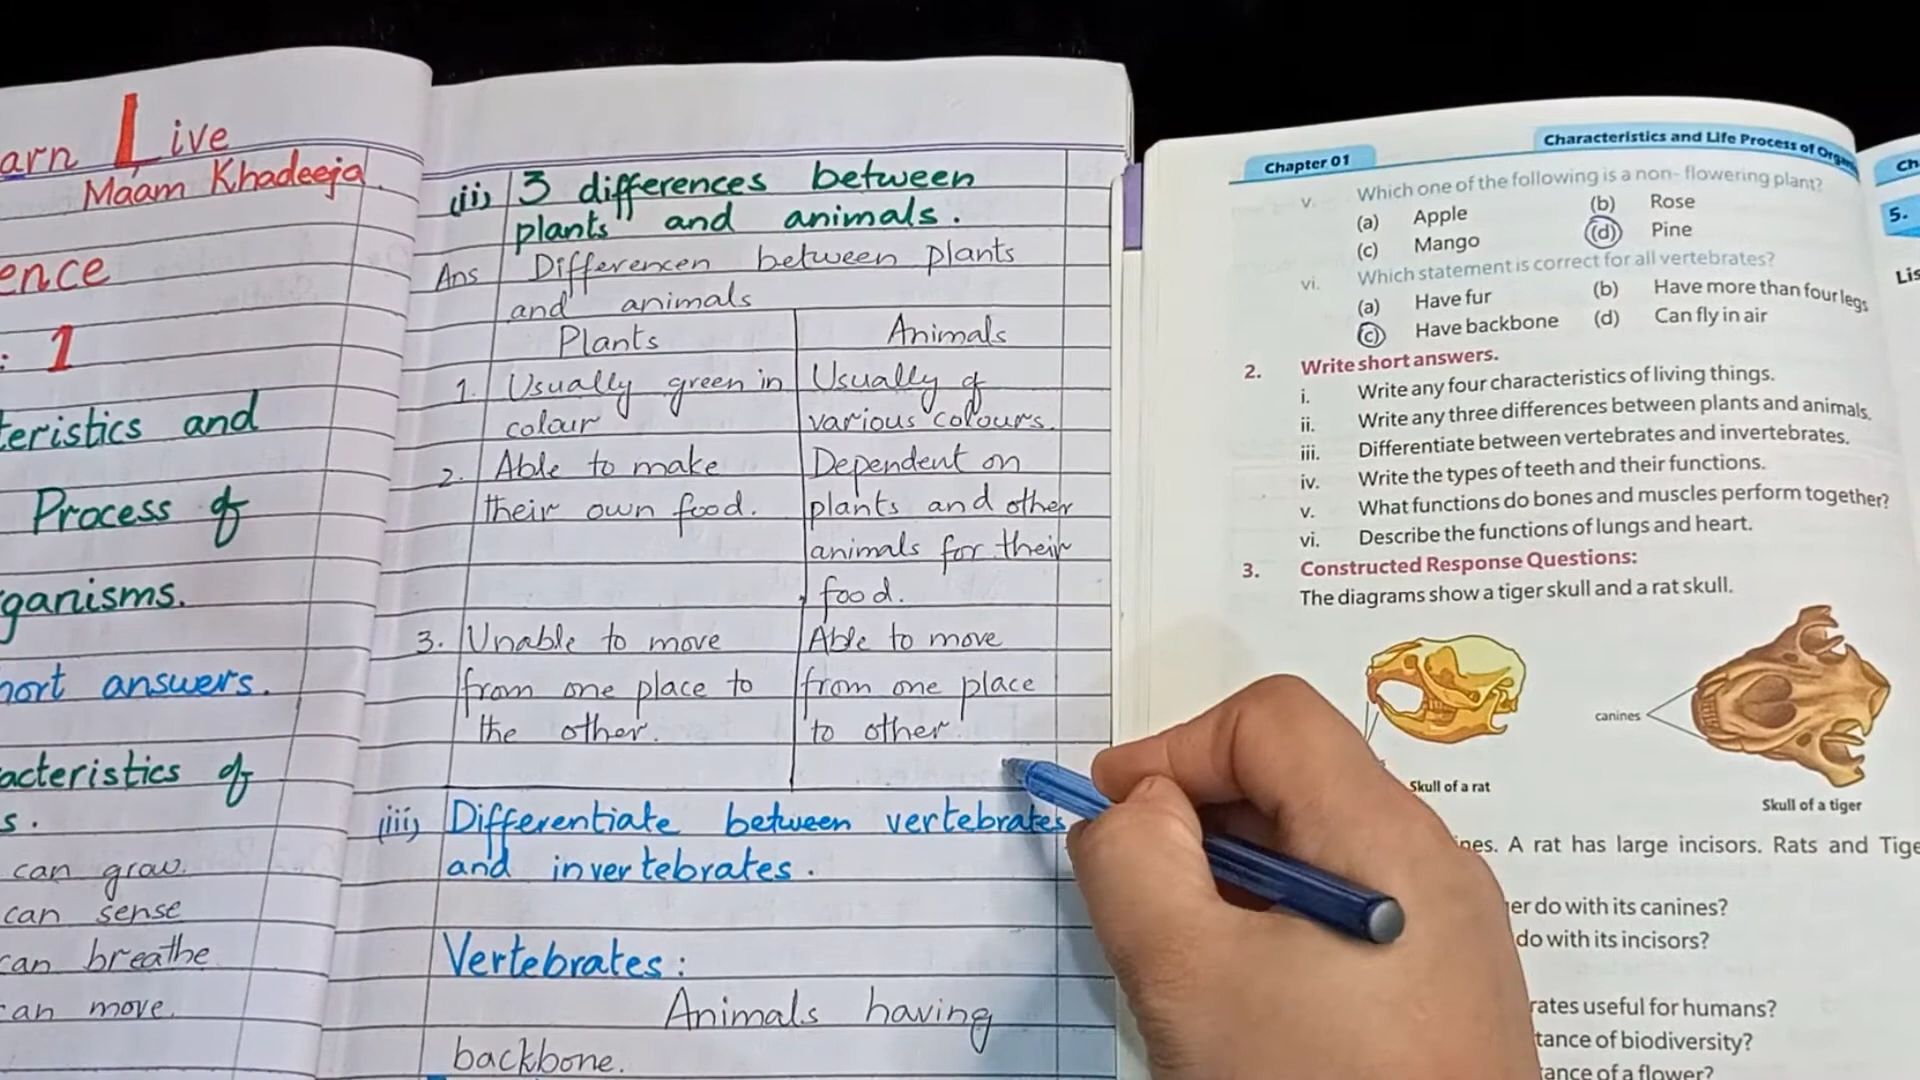 arn Live
Maam Khadeeja
ence
: 1
teristics and
Process of
ganisms.
hort answers.
acteristics of
s.
can grow.
can sense
can breathe
can move.
(ii) 3 differences between
plants and animals.
Ans Differencen between plants
and animals
Plants Animals
1. Usually green in
colour
Usually of
various colours.
2. Able to make
their own food.
Dependent on
plants and other
animals for their
food.
3. Unable to move
from one place to
the other.
Able to move
from one place
to other
(iii) Differentiate between vertebrates
and invertebrates.
Vertebrates:
Animals having
backbone.
Chapter 01
Characteristics and Life Process of
v. Which one of the following is a non-flowering plant?
(a) Apple (b) Rose
(c) Mango (d) Pine
vi. Which statement is correct for all vertebrates?
(a) Have fur (b) Have more than four legs
(c) Have backbone (d) Can fly in air
2. Write short answers.
i. Write any four characteristics of living things.
ii. Write any three differences between plants and animals.
iii. Differentiate between vertebrates and invertebrates.
iv. Write the types of teeth and their functions.
v. What functions do bones and muscles perform together?
vi. Describe the functions of lungs and heart.
3. Constructed Response Questions:
The diagrams show a tiger skull and a rat skull.
canines
Skull of a rat
Skull of a tiger
nes. A rat has large incisors. Rats and Tige
er do with its canines?
do with its incisors?
rates useful for humans?
tance of biodiversity?
ance of a flower?
Ch
5.
Lis